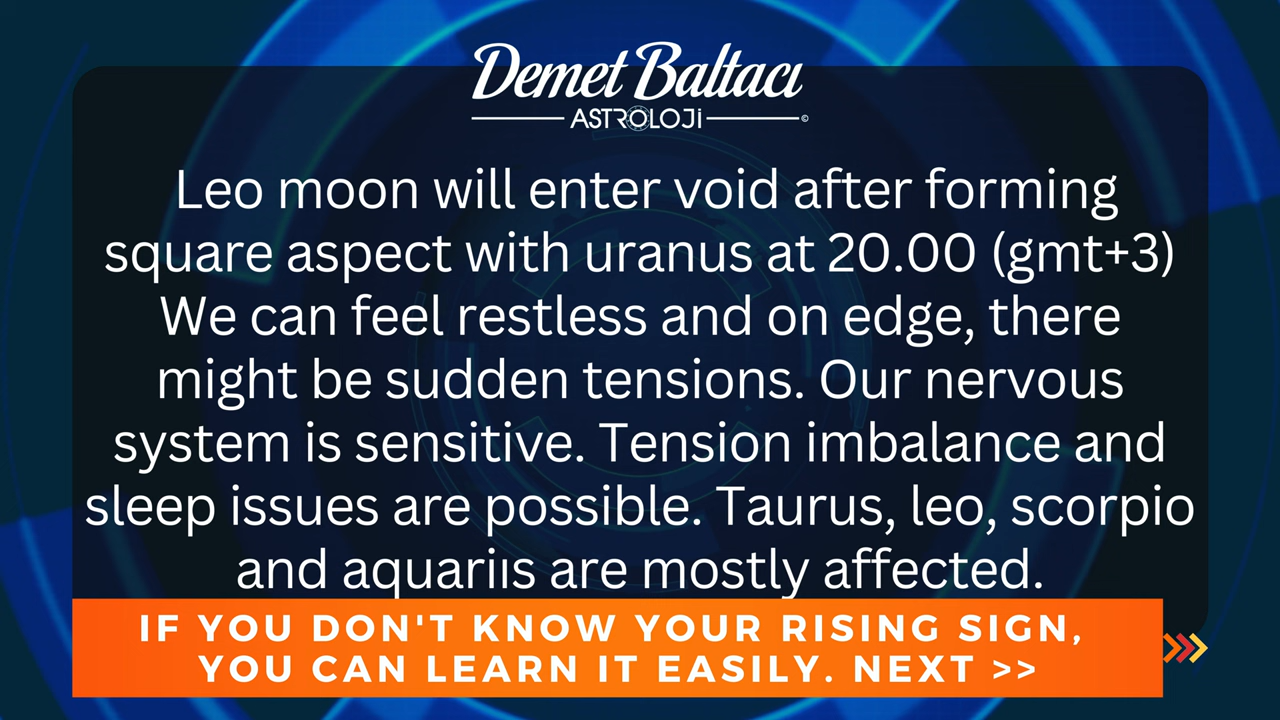 Demet Baltacı
ASTROLOJi ©
Leo moon will enter void after forming
square aspect with uranus at 20.00 (gmt+3)
We can feel restless and on edge, there
might be sudden tensions. Our nervous
system is sensitive. Tension imbalance and
sleep issues are possible. Taurus, leo, scorpio
and aquariıs are mostly affected.
IF YOU DON'T KNOW YOUR RISING SIGN,
YOU CAN LEARN IT EASILY. NEXT >>